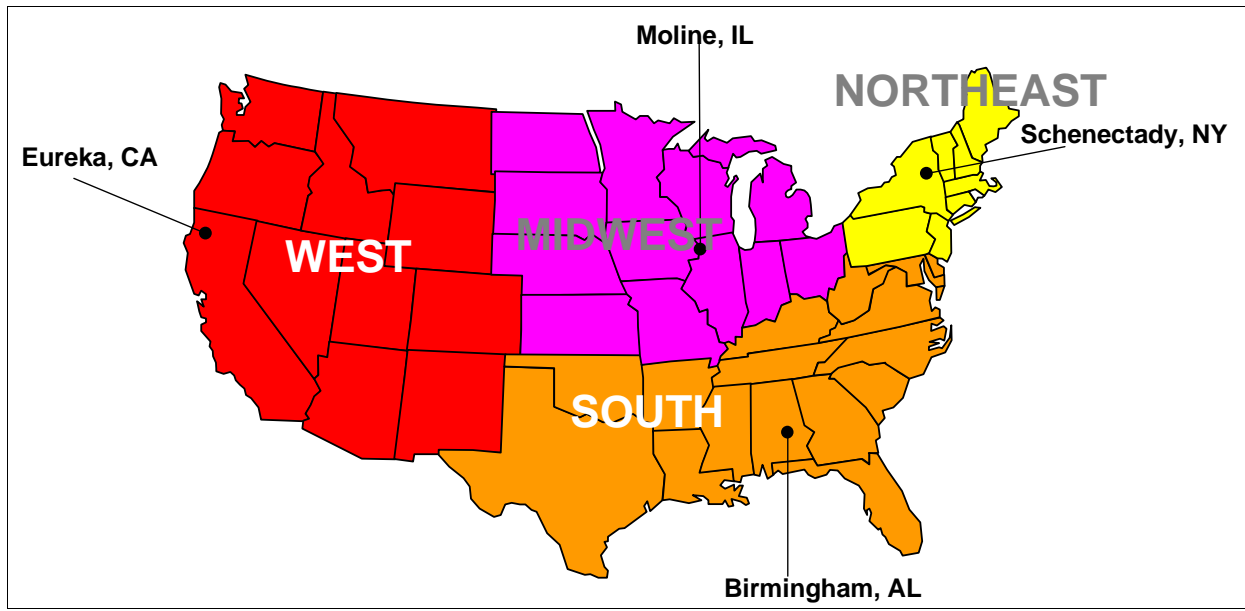 Moline, IL
NORTHEAST
Schenectady, NY
Eureka, CA
MIDWEST
WEST
SOUTH
Birmingham, AL